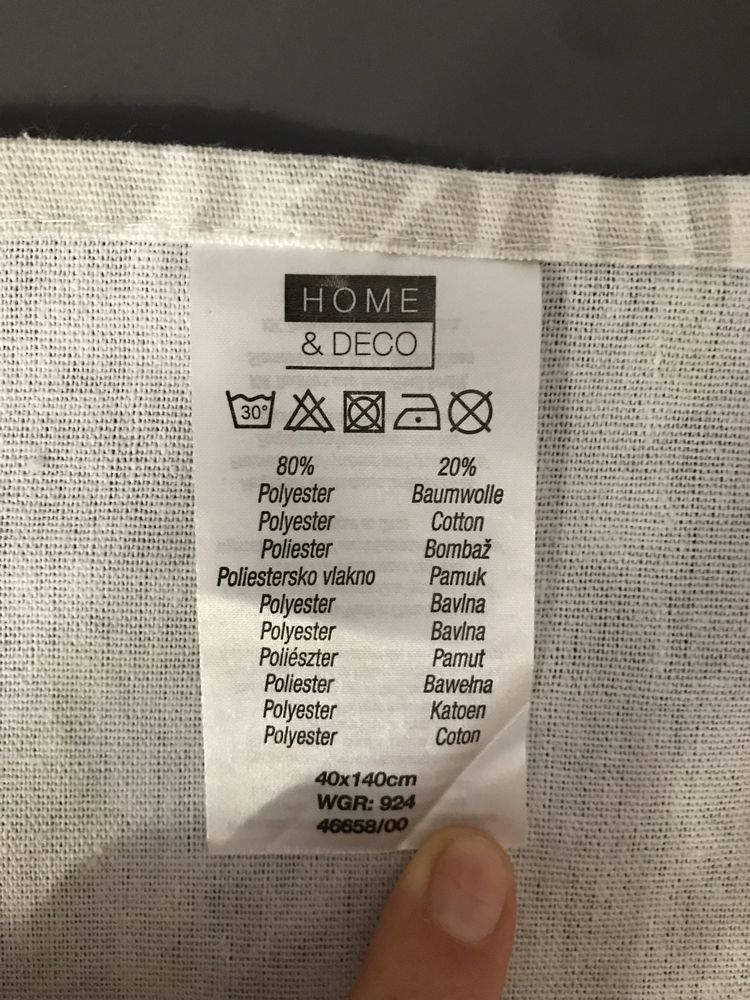 HOME
& DECO
30°
80% 20%
Polyester Baumwolle
Polyester Cotton
Poliester Bombaž
Poliestersko vlakno Pamuk
Polyester Bavlna
Polyester Bavlna
Poliészter Pamut
Poliester Bawełna
Polyester Katoen
Polyester Coton
40x140cm
WGR: 924
46658/00